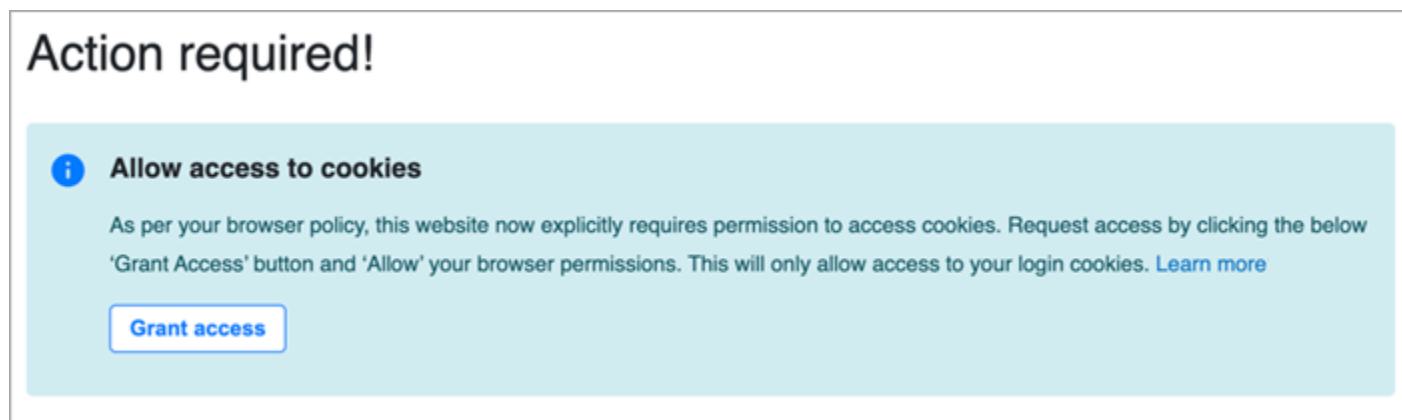 Action required!
Allow access to cookies
As per your browser policy, this website now explicitly requires permission to access cookies. Request access by clicking the below
‘Grant Access’ button and ‘Allow’ your browser permissions. This will only allow access to your login cookies. Learn more
Grant access